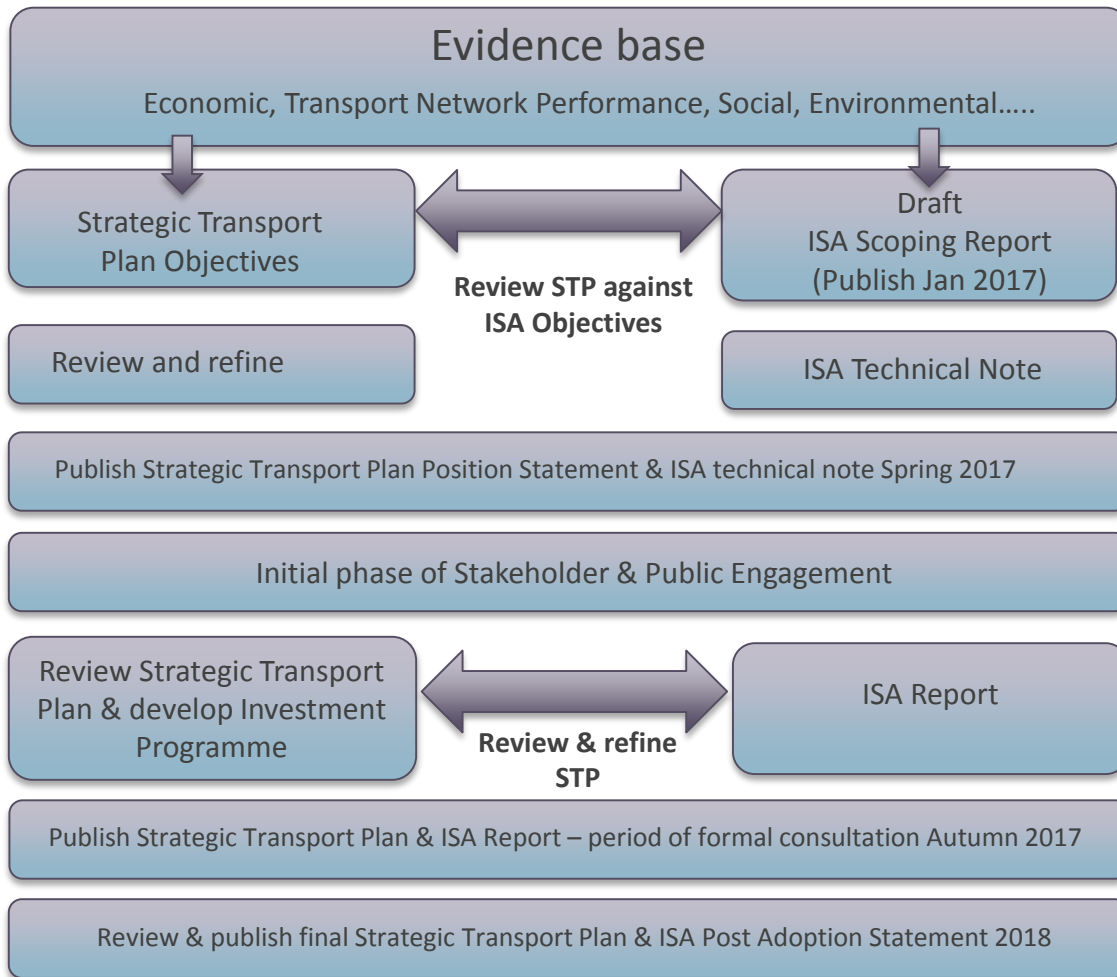 Evidence base
Economic, Transport Network Performance, Social, Environmental.....
Strategic Transport
Plan Objectives
Review STP against
ISA Objectives
Draft
ISA Scoping Report
(Publish Jan 2017)
Review and refine
ISA Technical Note
Publish Strategic Transport Plan Position Statement & ISA technical note Spring 2017
Initial phase of Stakeholder & Public Engagement
Review Strategic Transport
Plan & develop Investment
Programme
Review & refine
STP
ISA Report
Publish Strategic Transport Plan & ISA Report – period of formal consultation Autumn 2017
Review & publish final Strategic Transport Plan & ISA Post Adoption Statement 2018